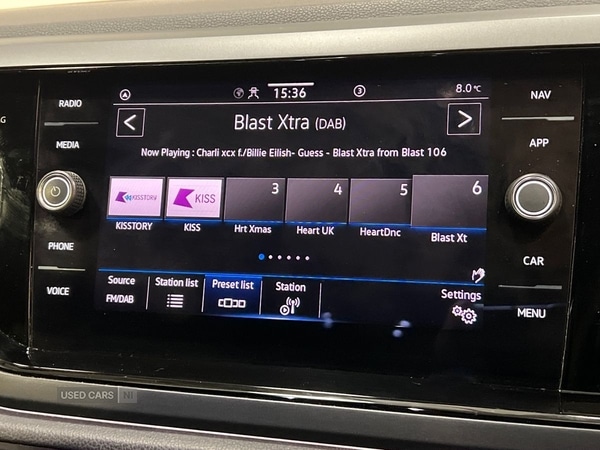 G
RADIO
MEDIA
PHONE
VOICE
15:36
3
8.0°C
Blast Xtra (DAB)
Now Playing : Charli xcx f./Billie Eilish- Guess - Blast Xtra from Blast 106
KISSTORY
KISS
3
4
5
6
KISSTORY
KISS
Hrt Xmas
Heart UK
HeartDnc
Blast Xt
Source
FM/DAB
Station list
Preset list
Station
Settings
NAV
APP
CAR
MENU
USED CARS NI